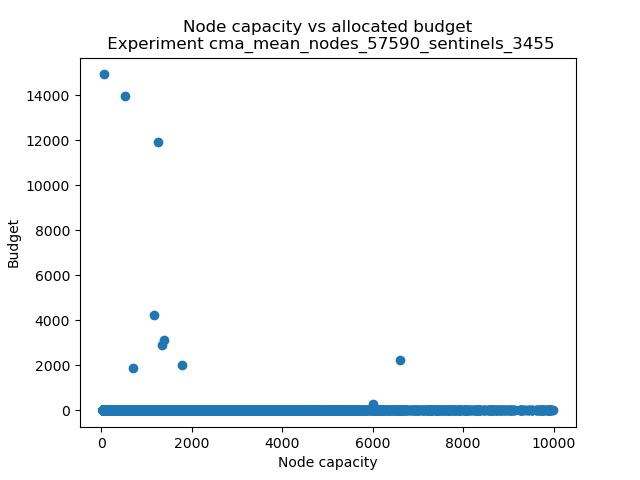 Node capacity vs allocated budget
Experiment cma_mean_nodes_57590_sentinels_3455
14000
12000
10000
8000
6000
4000
2000
0
Budget
0 2000 4000 6000 8000 10000
Node capacity